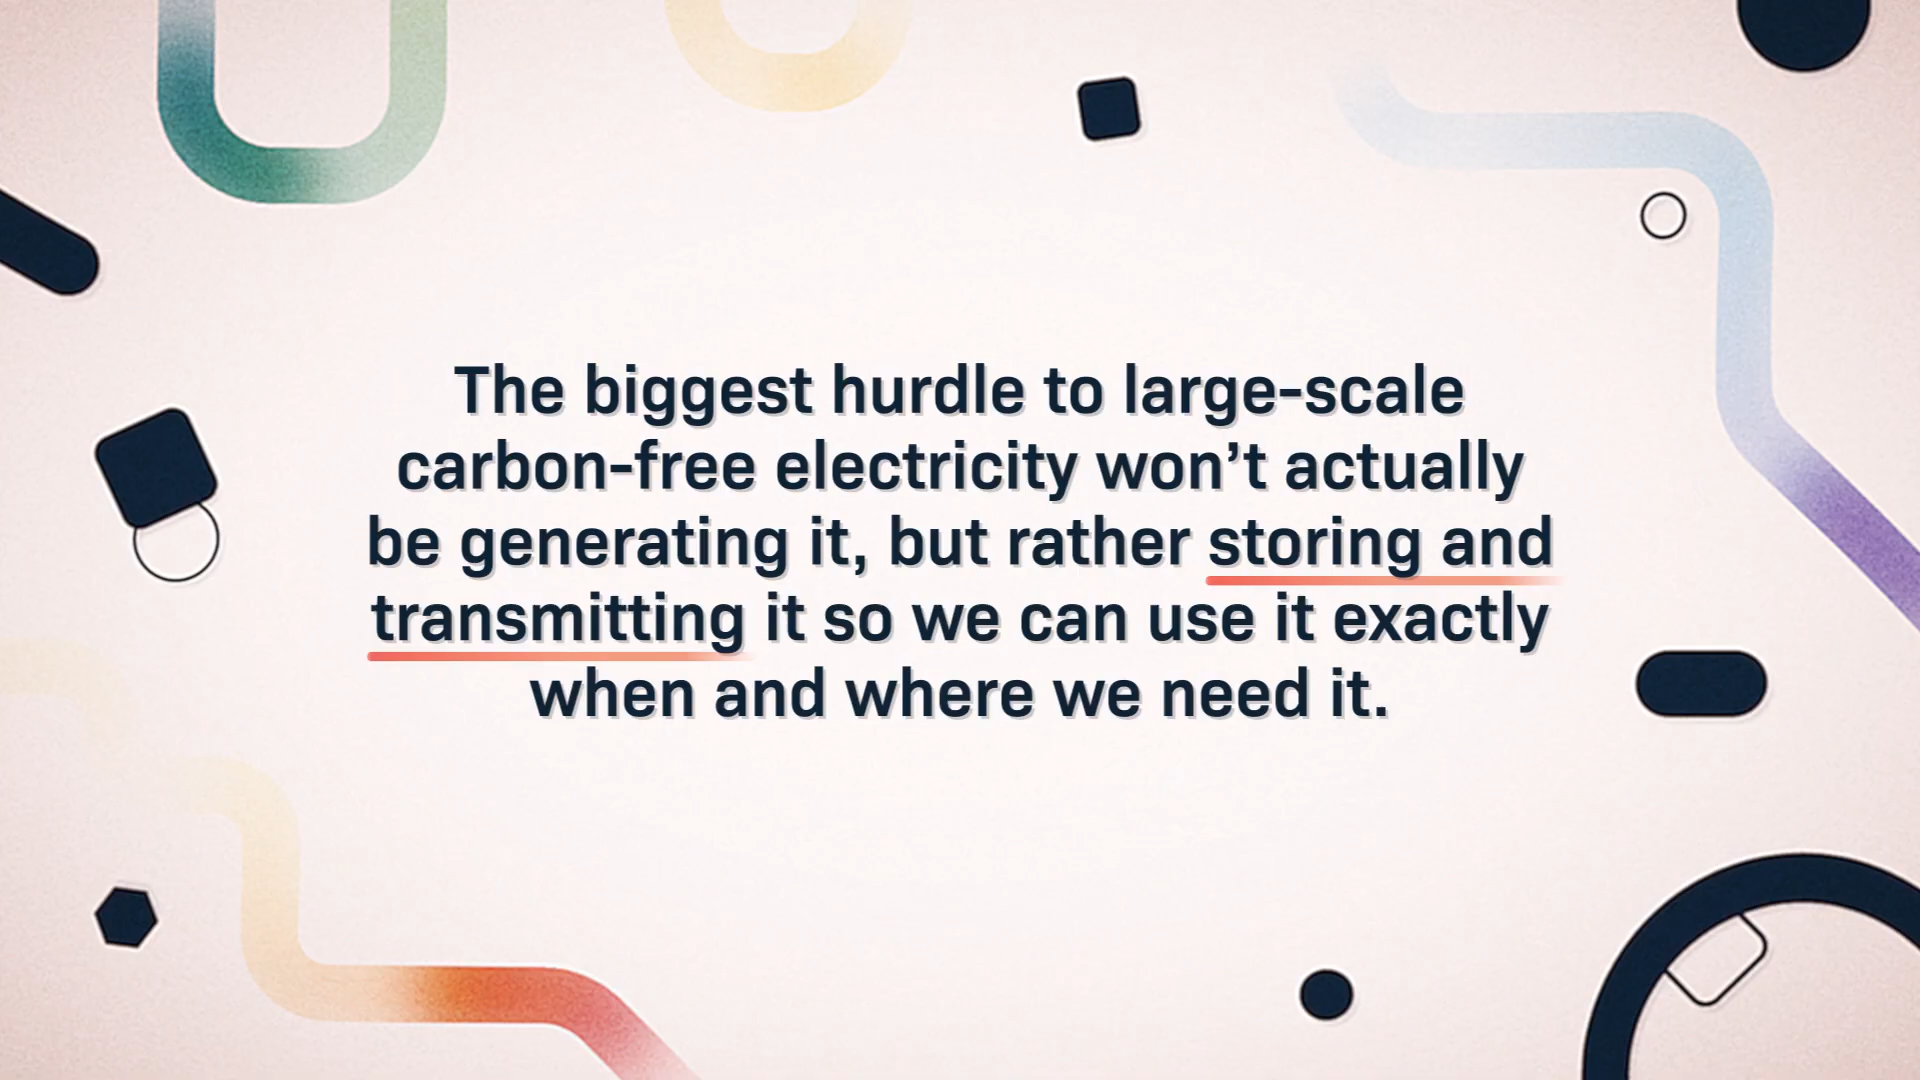 The biggest hurdle to large-scale
carbon-free electricity won’t actually
be generating it, but rather storing and
transmitting it so we can use it exactly
when and where we need it.